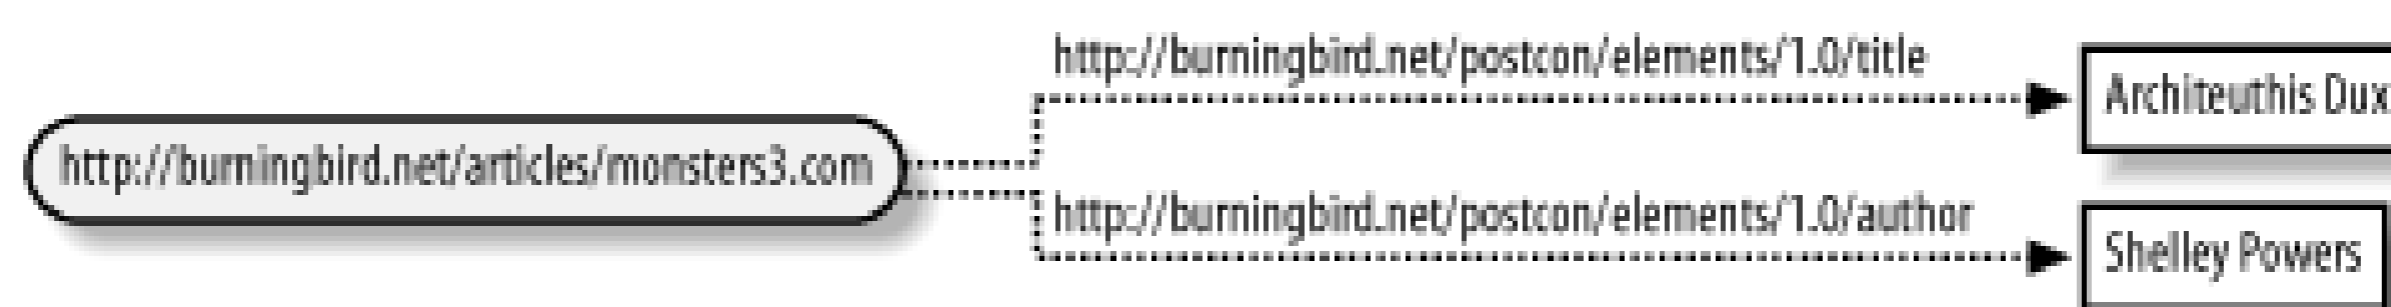 http://burningbird.net/postcon/elements/1.0/title
Architeuthis Dux
http://burningbird.net/articles/monsters3.com
http://burningbird.net/postcon/elements/1.0/author
Shelley Powers